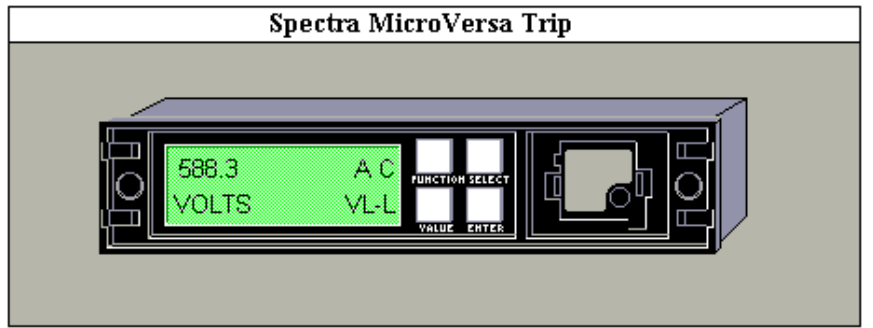 Spectra MicroVersa Trip
588.3 A C
VOLTS VL-L
FUNCTION SELECT
VALUE ENTER